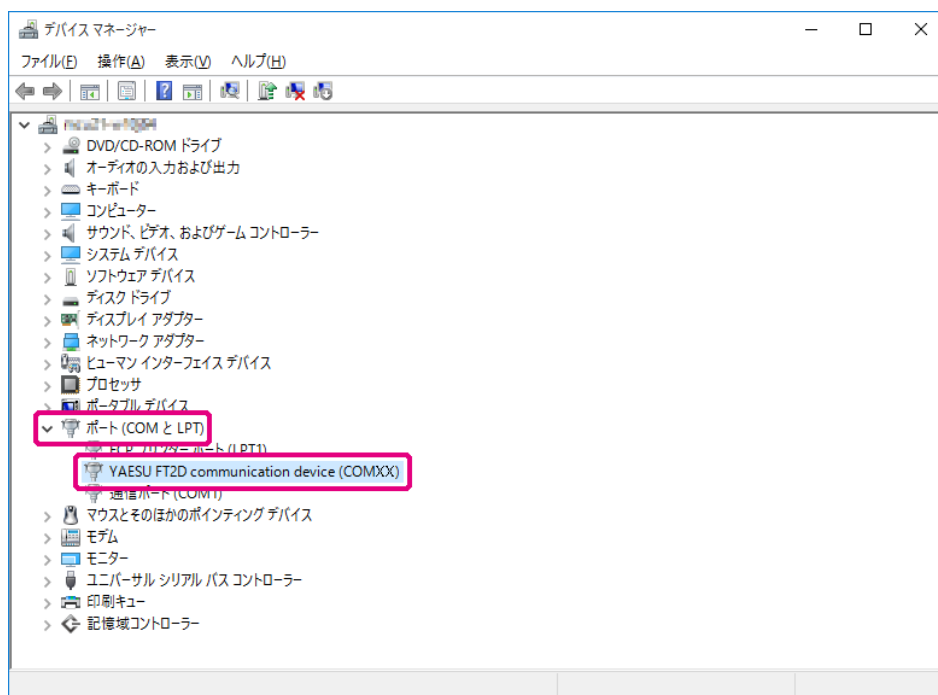 デバイス マネージャー
ファイル(F) 操作(A) 表示(V) ヘルプ(H)
DVD/CD-ROM ドライブ
オーディオの入力および出力
キーボード
コンピューター
サウンド、ビデオ、およびゲーム コントローラー
システム デバイス
ソフトウェア デバイス
ディスク ドライブ
ディスプレイ アダプター
ネットワーク アダプター
ヒューマン インターフェイス デバイス
プロセッサ
ポータブル デバイス
ポート (COM と LPT)
ECP プリンター ポート (LPT1)
YAESU FT2D communication device (COMXX)
通信ポート (COM1)
マウスとそのほかのポインティング デバイス
モデム
モニター
ユニバーサル シリアル バス コントローラー
印刷キュー
記憶域コントローラー